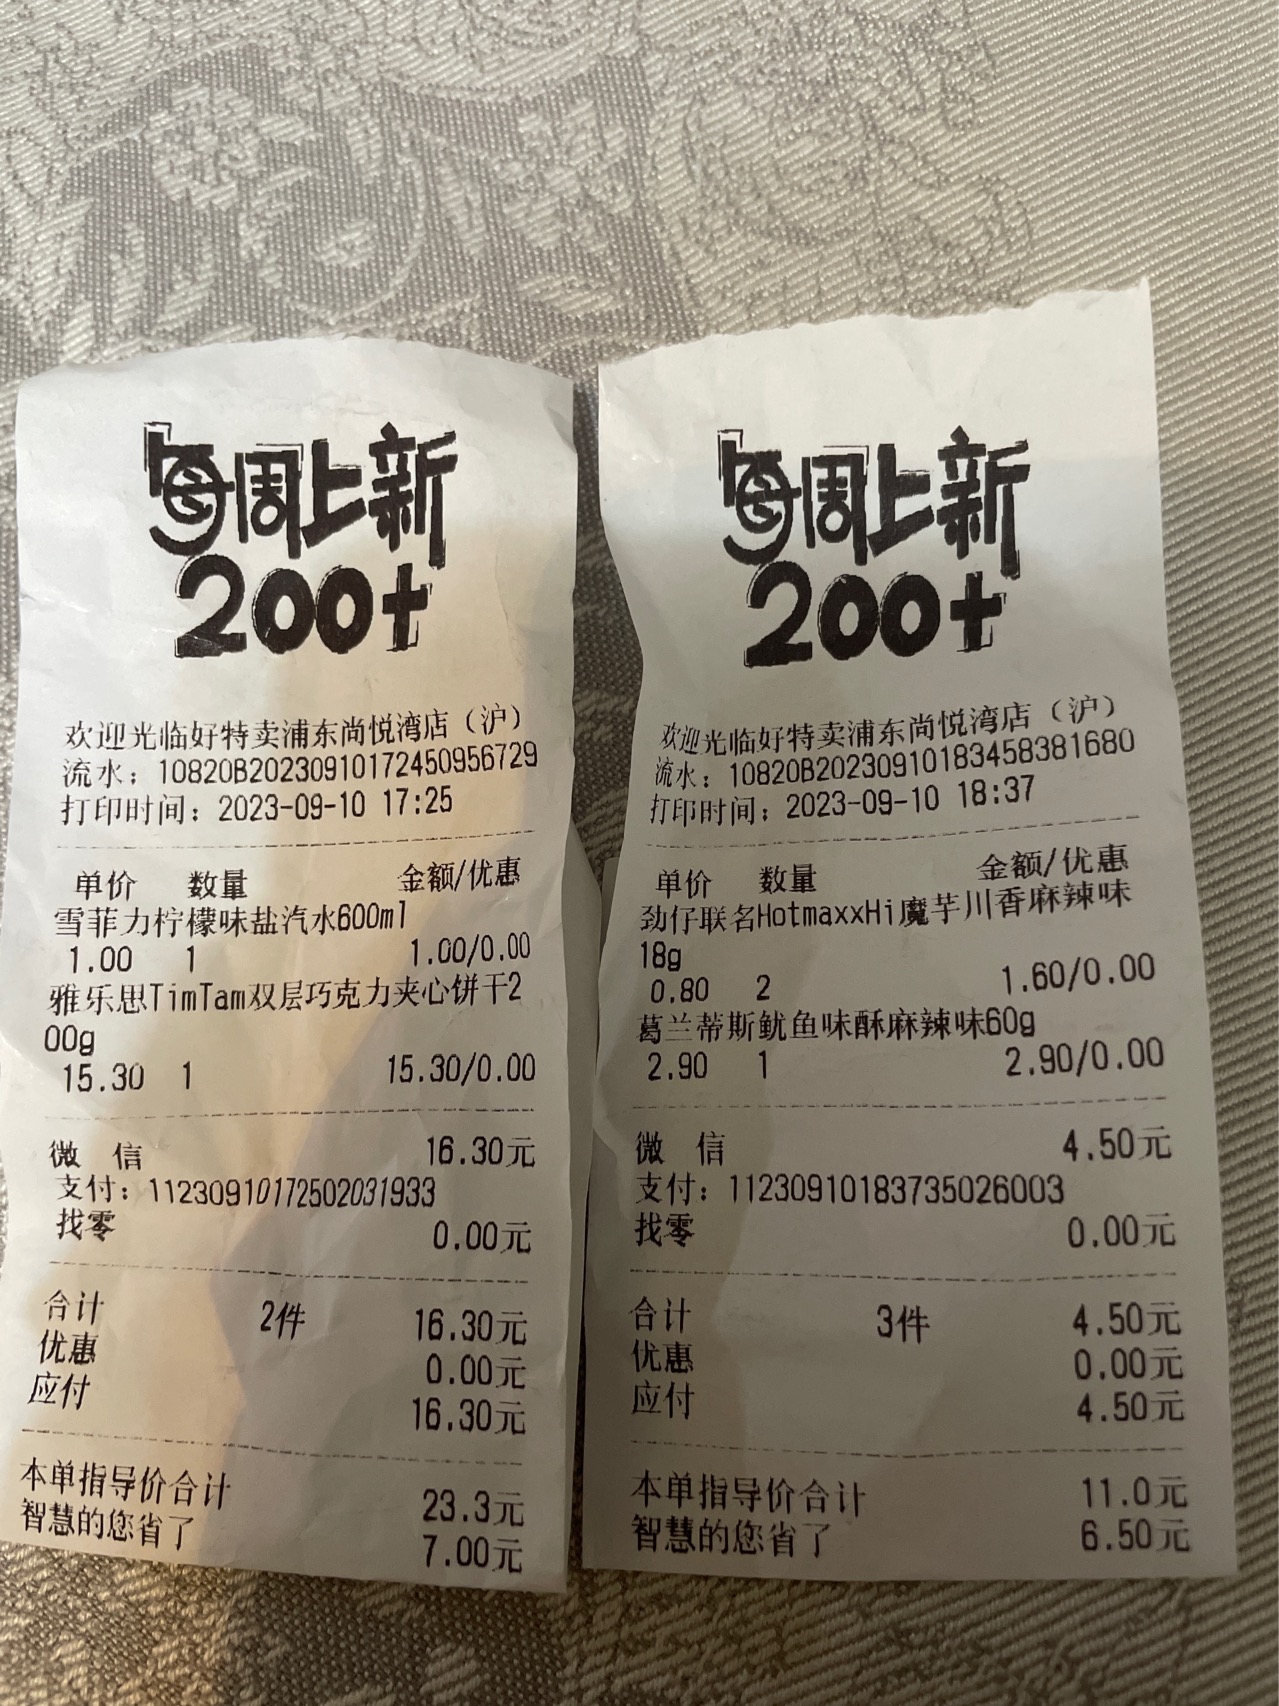 每周上新
200+
欢迎光临好特卖浦东尚悦湾店（沪）
流水：10820B20230910172450956729
打印时间：2023-09-10 17:25
单价 数量 金额/优惠
雪菲力柠檬味盐汽水600ml
1.00 1 1.00/0.00
雅乐思TimTam双层巧克力夹心饼干2
00g
15.30 1 15.30/0.00
微 信 16.30元
支付：11230910172502031933
找零 0.00元
合计 2件 16.30元
优惠 0.00元
应付 16.30元
本单指导价合计 23.3元
智慧的您省了 7.00元
每周上新
200+
欢迎光临好特卖浦东尚悦湾店（沪）
流水：10820B20230910183458381680
打印时间：2023-09-10 18:37
单价 数量 金额/优惠
劲仔联名HotmaxxHi魔芋川香麻辣味
18g
0.80 2 1.60/0.00
葛兰蒂斯鱿鱼味酥麻辣味60g
2.90 1 2.90/0.00
微 信 4.50元
支付：11230910183735026003
找零 0.00元
合计 3件 4.50元
优惠 0.00元
应付 4.50元
本单指导价合计 11.0元
智慧的您省了 6.50元